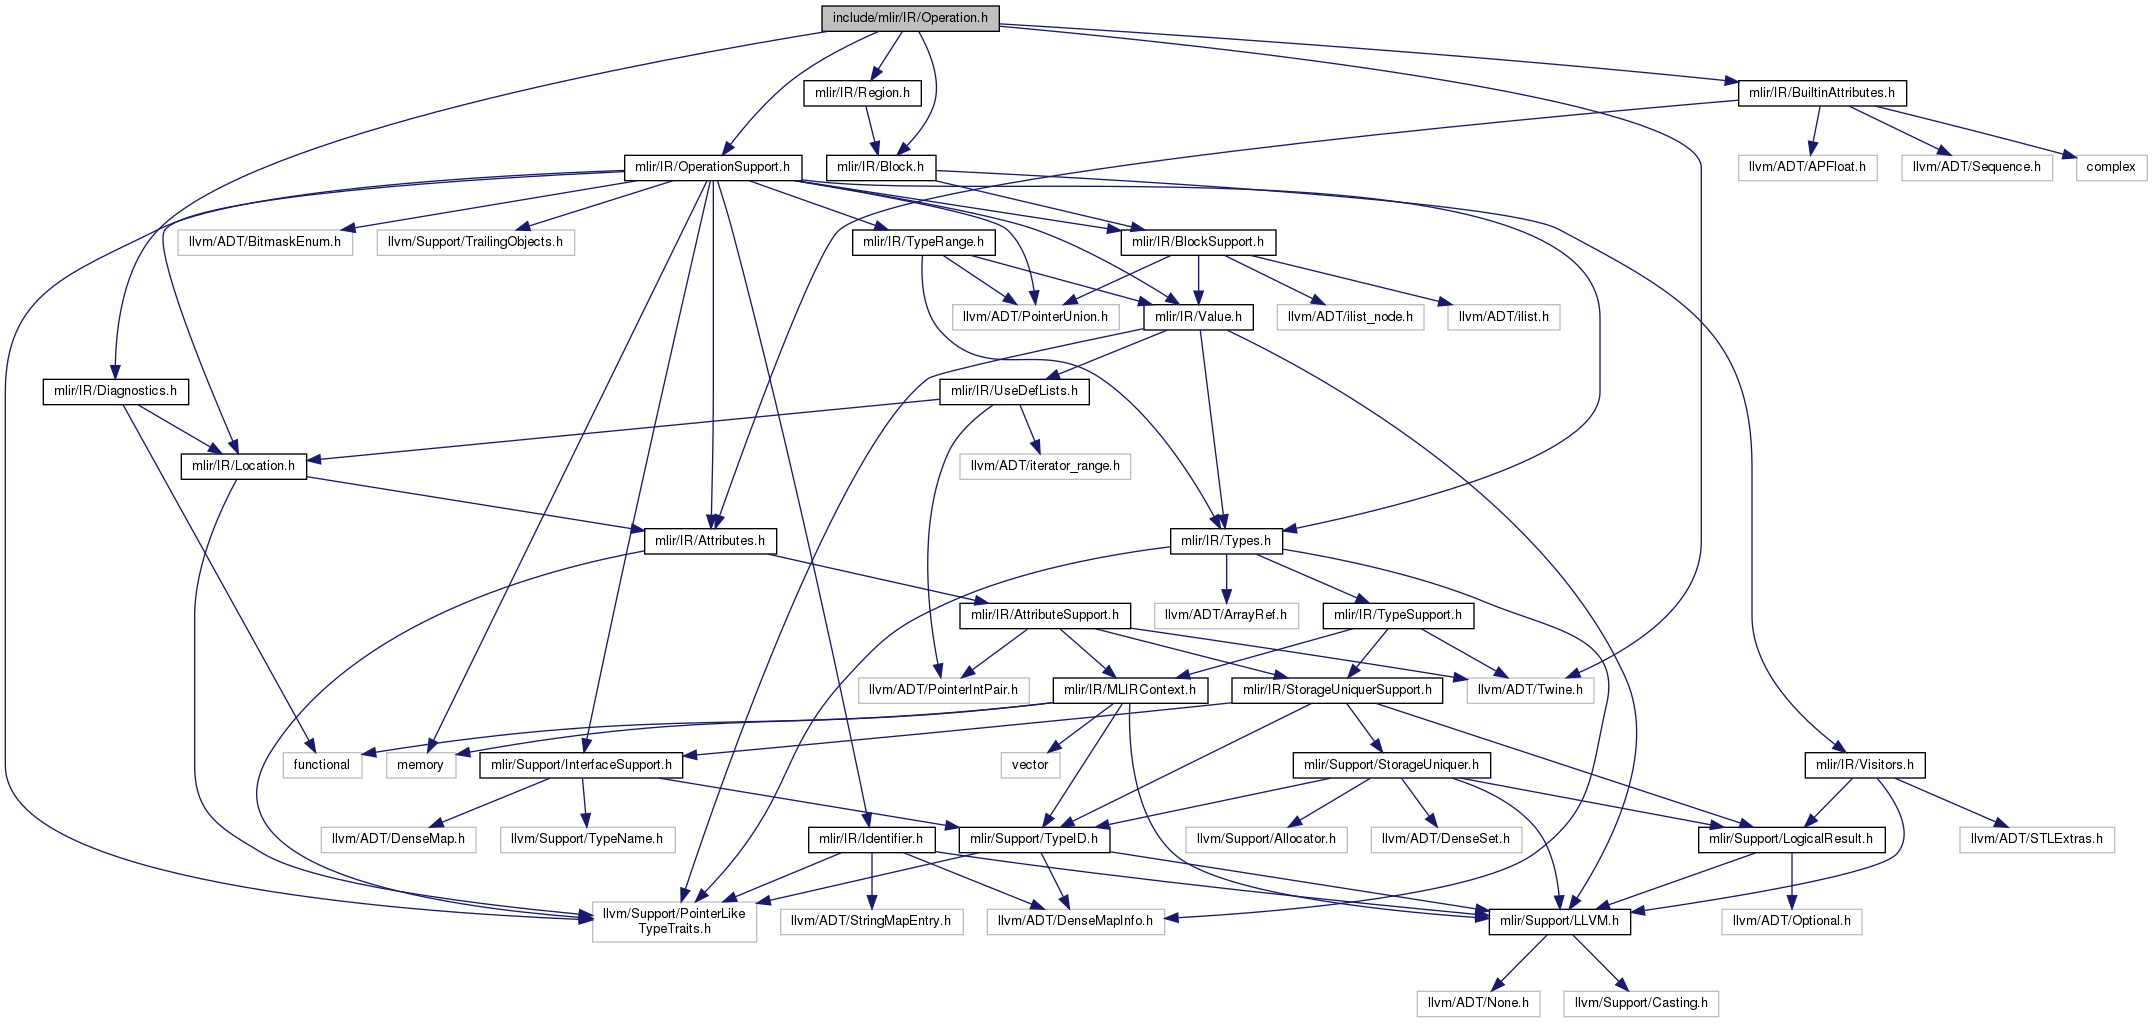 include/mlir/IR/Operation.h
mlir/IR/Region.h
mlir/IR/BuiltinAttributes.h
mlir/IR/OperationSupport.h
mlir/IR/Block.h
llvm/ADT/APFloat.h
llvm/ADT/Sequence.h
complex
llvm/ADT/BitmaskEnum.h
llvm/Support/TrailingObjects.h
mlir/IR/TypeRange.h
mlir/IR/BlockSupport.h
llvm/ADT/PointerUnion.h
mlir/IR/Value.h
llvm/ADT/ilist_node.h
llvm/ADT/ilist.h
mlir/IR/Diagnostics.h
mlir/IR/UseDefLists.h
mlir/IR/Location.h
llvm/ADT/iterator_range.h
mlir/IR/Attributes.h
mlir/IR/Types.h
mlir/IR/AttributeSupport.h
llvm/ADT/ArrayRef.h
mlir/IR/TypeSupport.h
llvm/ADT/PointerIntPair.h
mlir/IR/MLIRContext.h
mlir/IR/StorageUniquerSupport.h
llvm/ADT/Twine.h
functional
memory
mlir/Support/InterfaceSupport.h
vector
mlir/Support/StorageUniquer.h
mlir/IR/Visitors.h
llvm/ADT/DenseMap.h
llvm/Support/TypeName.h
mlir/IR/Identifier.h
mlir/Support/TypeID.h
llvm/Support/Allocator.h
llvm/ADT/DenseSet.h
mlir/Support/LogicalResult.h
llvm/ADT/STLExtras.h
llvm/Support/PointerLike
TypeTraits.h
llvm/ADT/StringMapEntry.h
llvm/ADT/DenseMapInfo.h
mlir/Support/LLVM.h
llvm/ADT/Optional.h
llvm/ADT/None.h
llvm/Support/Casting.h